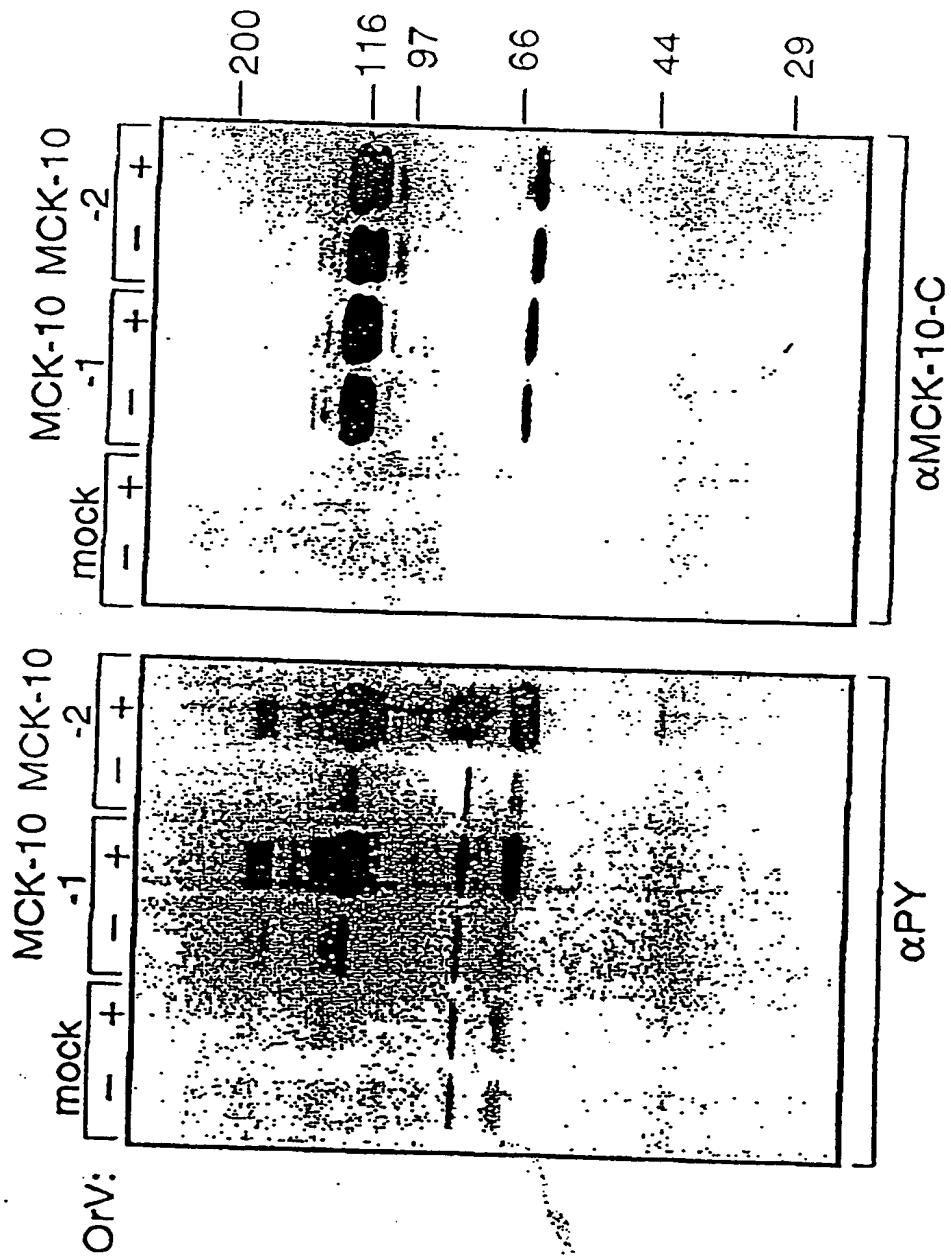 MCK-10 MCK-10
mock -1 -2
OrV: − + − + − +
αPY
MCK-10 MCK-10
mock -1 -2
− + − + − +
200
116
97
66
44
29
αMCK-10-C